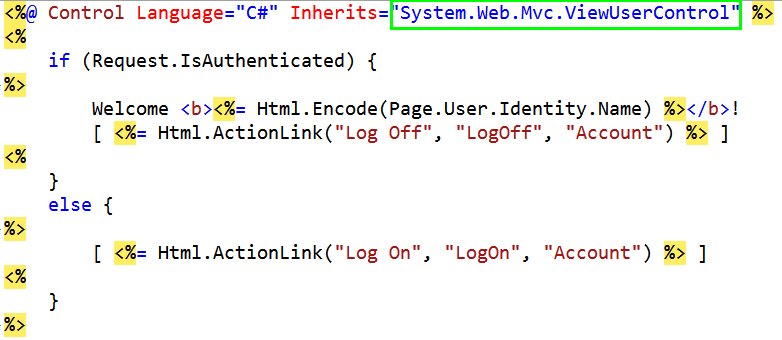 <%@ Control Language="C#" Inherits="System.Web.Mvc.ViewUserControl" %>
<%
if (Request.IsAuthenticated) {
%>
Welcome <b><%= Html.Encode(Page.User.Identity.Name) %></b>!
[ <%= Html.ActionLink("Log Off", "LogOff", "Account") %> ]
<%
}
else {
%>
[ <%= Html.ActionLink("Log On", "LogOn", "Account") %> ]
<%
}
%>